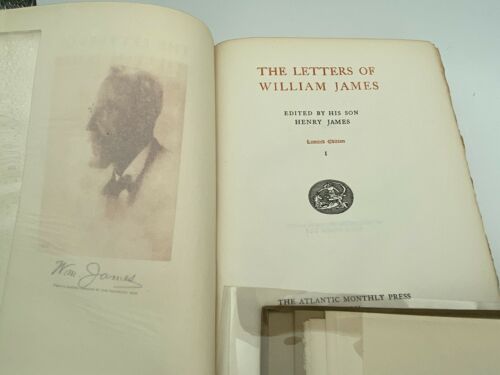 Wm James
THE LETTERS OF
WILLIAM JAMES
EDITED BY HIS SON
HENRY JAMES
Limited Edition
I
THE ATLANTIC MONTHLY PRESS